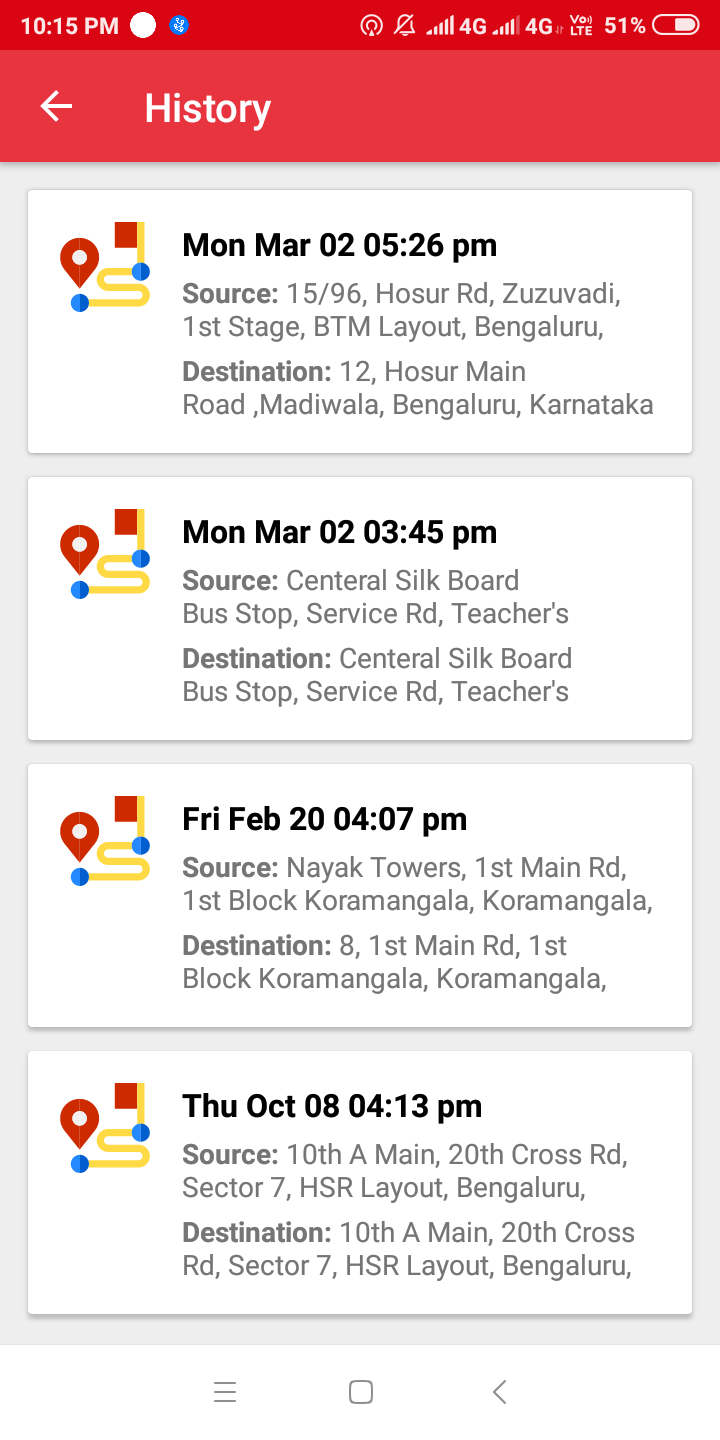 10:15 PM 4G 4G Vo) LTE 51%
History
Mon Mar 02 05:26 pm
Source: 15/96, Hosur Rd, Zuzuvadi,
1st Stage, BTM Layout, Bengaluru,
Destination: 12, Hosur Main
Road ,Madiwala, Bengaluru, Karnataka
Mon Mar 02 03:45 pm
Source: Centeral Silk Board
Bus Stop, Service Rd, Teacher's
Destination: Centeral Silk Board
Bus Stop, Service Rd, Teacher's
Fri Feb 20 04:07 pm
Source: Nayak Towers, 1st Main Rd,
1st Block Koramangala, Koramangala,
Destination: 8, 1st Main Rd, 1st
Block Koramangala, Koramangala,
Thu Oct 08 04:13 pm
Source: 10th A Main, 20th Cross Rd,
Sector 7, HSR Layout, Bengaluru,
Destination: 10th A Main, 20th Cross
Rd, Sector 7, HSR Layout, Bengaluru,